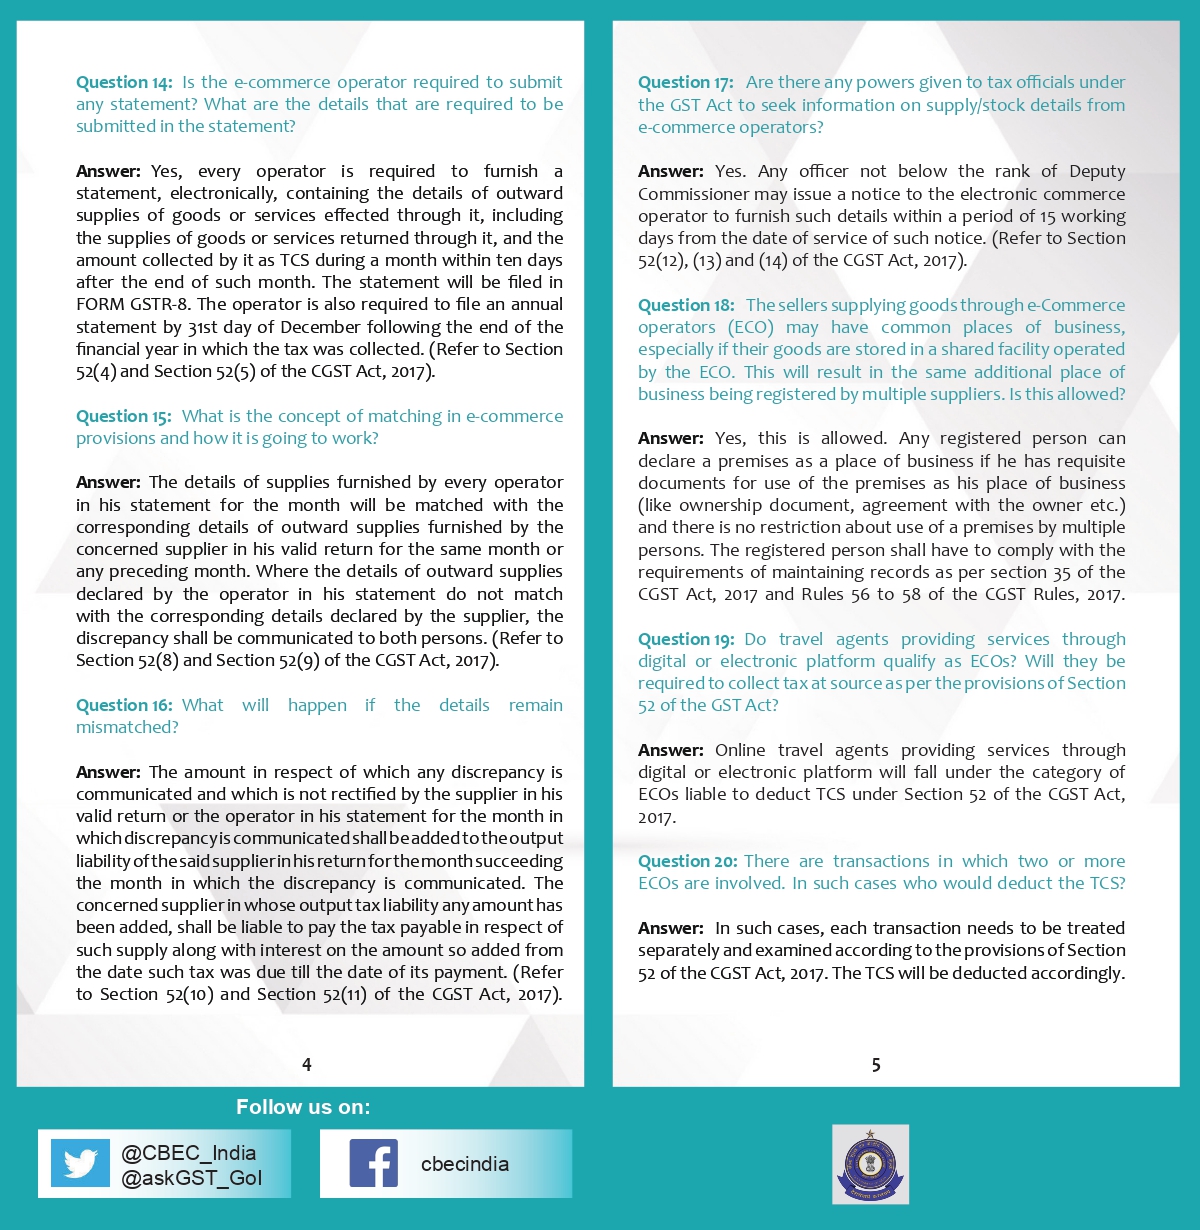 Question 14: Is the e-commerce operator required to submit
any statement? What are the details that are required to be
submitted in the statement?
Answer: Yes, every operator is required to furnish a
statement, electronically, containing the details of outward
supplies of goods or services effected through it, including
the supplies of goods or services returned through it, and the
amount collected by it as TCS during a month within ten days
after the end of such month. The statement will be filed in
FORM GSTR-8. The operator is also required to file an annual
statement by 31st day of December following the end of the
financial year in which the tax was collected. (Refer to Section
52(4) and Section 52(5) of the CGST Act, 2017).
Question 15: What is the concept of matching in e-commerce
provisions and how it is going to work?
Answer: The details of supplies furnished by every operator
in his statement for the month will be matched with the
corresponding details of outward supplies furnished by the
concerned supplier in his valid return for the same month or
any preceding month. Where the details of outward supplies
declared by the operator in his statement do not match
with the corresponding details declared by the supplier, the
discrepancy shall be communicated to both persons. (Refer to
Section 52(8) and Section 52(9) of the CGST Act, 2017).
Question 16: What will happen if the details remain
mismatched?
Answer: The amount in respect of which any discrepancy is
communicated and which is not rectified by the supplier in his
valid return or the operator in his statement for the month in
which discrepancy is communicated shall be added to the output
liability of the said supplier in his return for the month succeeding
the month in which the discrepancy is communicated. The
concerned supplier in whose output tax liability any amount has
been added, shall be liable to pay the tax payable in respect of
such supply along with interest on the amount so added from
the date such tax was due till the date of its payment. (Refer
to Section 52(10) and Section 52(11) of the CGST Act, 2017).
4
Question 17: Are there any powers given to tax officials under
the GST Act to seek information on supply/stock details from
e-commerce operators?
Answer: Yes. Any officer not below the rank of Deputy
Commissioner may issue a notice to the electronic commerce
operator to furnish such details within a period of 15 working
days from the date of service of such notice. (Refer to Section
52(12), (13) and (14) of the CGST Act, 2017).
Question 18: The sellers supplying goods through e-Commerce
operators (ECO) may have common places of business,
especially if their goods are stored in a shared facility operated
by the ECO. This will result in the same additional place of
business being registered by multiple suppliers. Is this allowed?
Answer: Yes, this is allowed. Any registered person can
declare a premises as a place of business if he has requisite
documents for use of the premises as his place of business
(like ownership document, agreement with the owner etc.)
and there is no restriction about use of a premises by multiple
persons. The registered person shall have to comply with the
requirements of maintaining records as per section 35 of the
CGST Act, 2017 and Rules 56 to 58 of the CGST Rules, 2017.
Question 19: Do travel agents providing services through
digital or electronic platform qualify as ECOs? Will they be
required to collect tax at source as per the provisions of Section
52 of the GST Act?
Answer: Online travel agents providing services through
digital or electronic platform will fall under the category of
ECOs liable to deduct TCS under Section 52 of the CGST Act,
2017.
Question 20: There are transactions in which two or more
ECOs are involved. In such cases who would deduct the TCS?
Answer: In such cases, each transaction needs to be treated
separately and examined according to the provisions of Section
52 of the CGST Act, 2017. The TCS will be deducted accordingly.
5
Follow us on:
@CBEC_India
@askGST_GoI
cbecindia